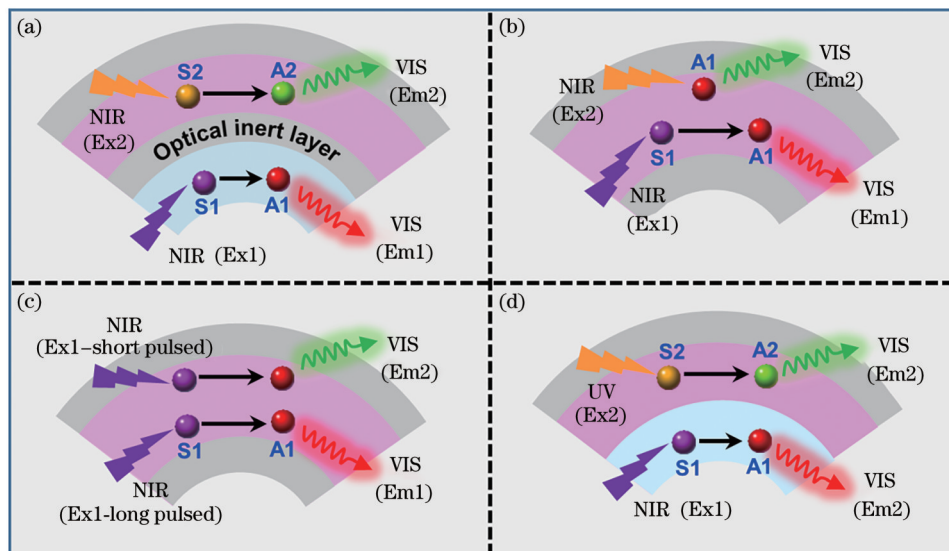 (a)
S2
A2
VIS
(Em2)
NIR
(Ex2)
Optical inert layer
S1
A1
VIS
(Em1)
NIR (Ex1)
(b)
A1
VIS
(Em2)
NIR
(Ex2)
S1
A1
NIR
(Ex1)
VIS
(Em1)
(c)
NIR
(Ex1–short pulsed)
VIS
(Em2)
S1
A1
NIR
(Ex1-long pulsed)
VIS
(Em1)
(d)
S2
A2
VIS
(Em2)
UV
(Ex2)
S1
A1
NIR (Ex1)
VIS
(Em2)